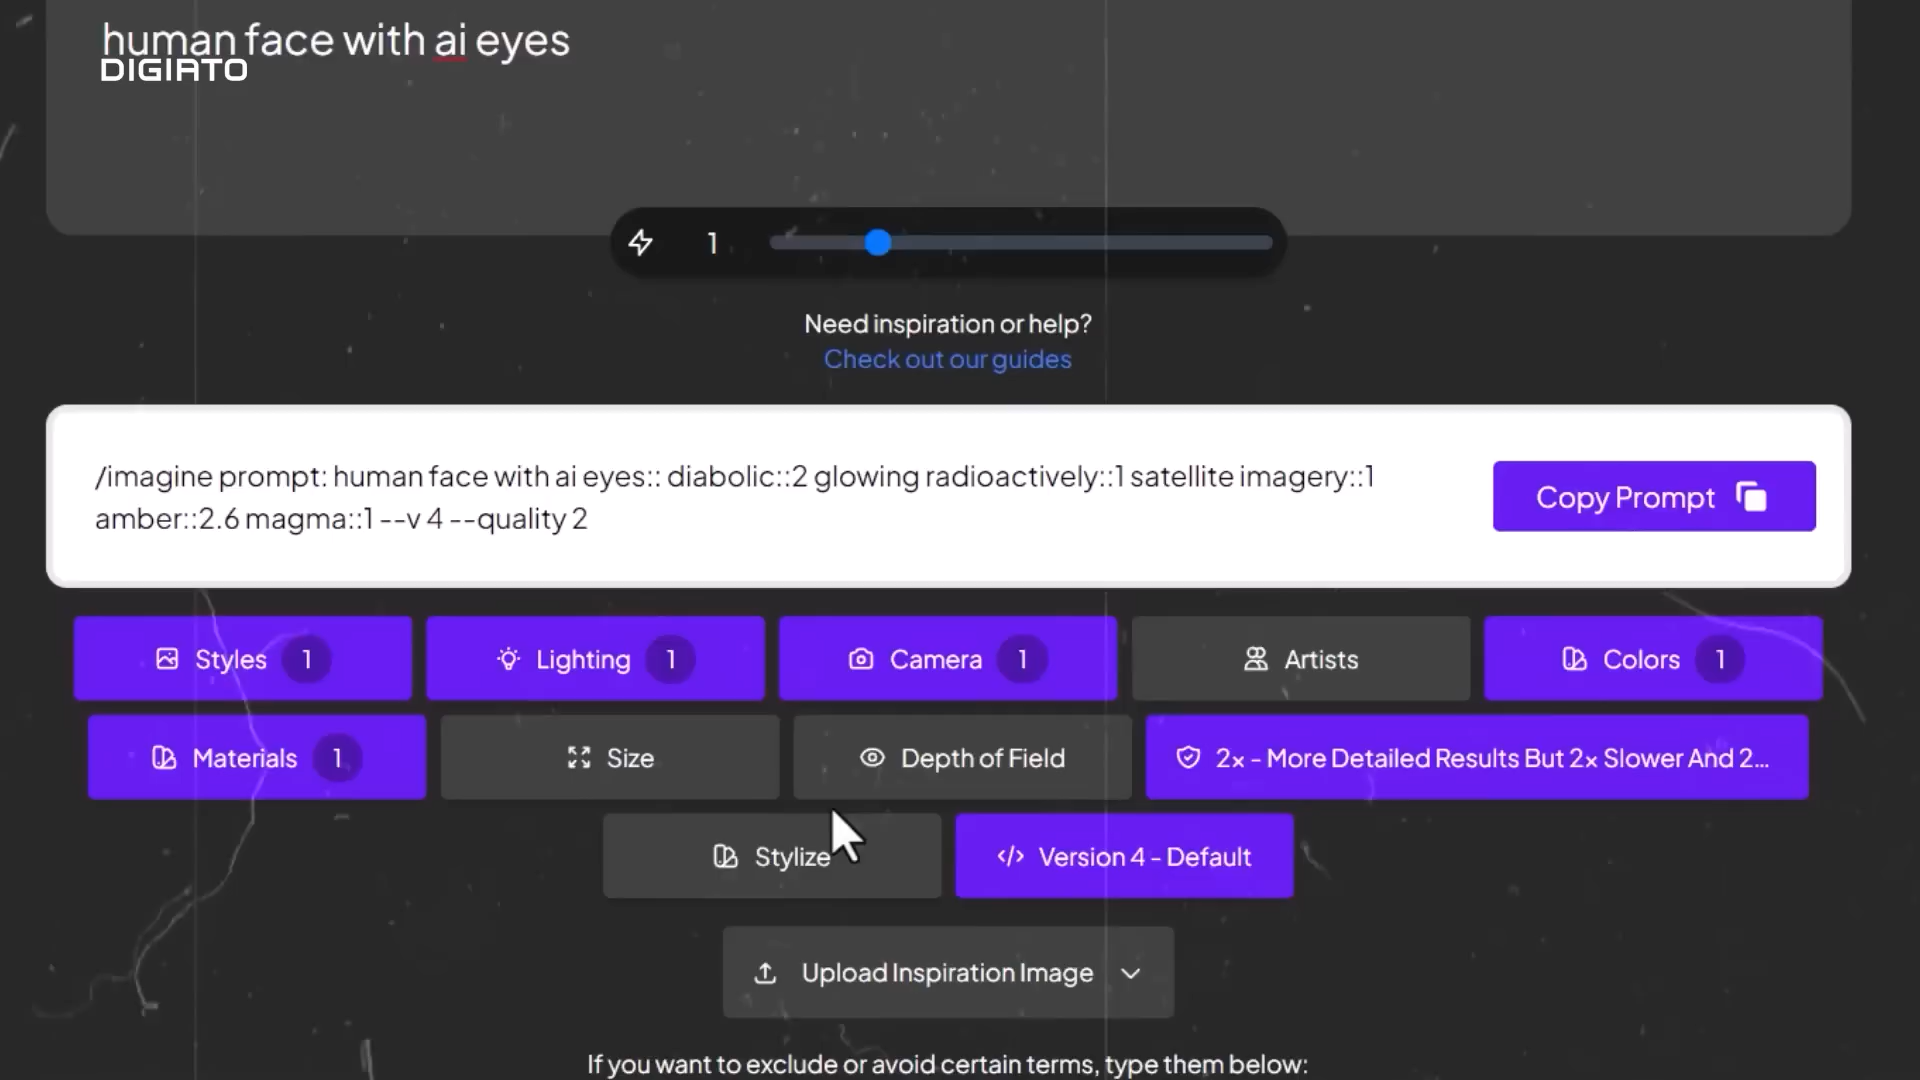 human face with ai eyes
DIGIATO
1
Need inspiration or help?
Check out our guides
/imagine prompt: human face with ai eyes:: diabolic::2 glowing radioactively::1 satellite imagery::1
amber::2.6 magma::1 --v 4 --quality 2
Copy Prompt
Styles 1
Lighting 1
Camera 1
Artists
Colors 1
Materials 1
Size
Depth of Field
2x - More Detailed Results But 2x Slower And 2...
Stylize
Version 4 - Default
Upload Inspiration Image
If you want to exclude or avoid certain terms, type them below: